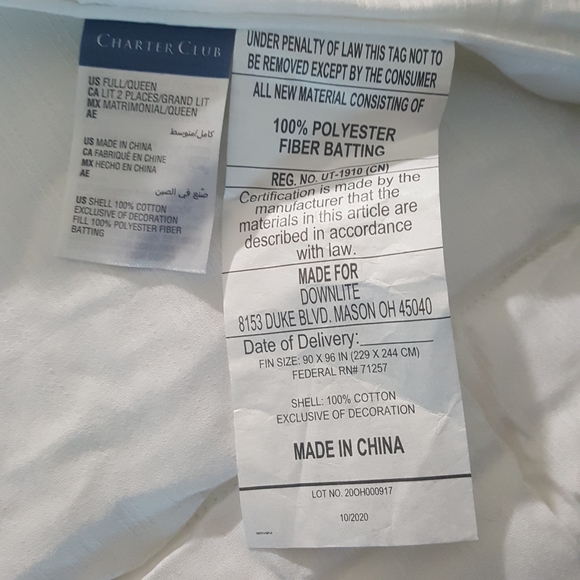 CHARTER CLUB
US FULL/QUEEN
CA LIT 2 PLACES/GRAND LIT
MX MATRIMONIAL/QUEEN
AE
كامل/متوسط
US MADE IN CHINA
CA FABRIQUÉ EN CHINE
MX HECHO EN CHINA
AE
صنع في الصين
US SHELL 100% COTTON
EXCLUSIVE OF DECORATION
FILL 100% POLYESTER FIBER
BATTING
UNDER PENALTY OF LAW THIS TAG NOT TO
BE REMOVED EXCEPT BY THE CONSUMER
ALL NEW MATERIAL CONSISTING OF
100% POLYESTER
FIBER BATTING
REG. NO. UT-1910 (CN)
Certification is made by the
manufacturer that the
materials in this article are
described in accordance
with law.
MADE FOR
DOWNLITE
8153 DUKE BLVD. MASON OH 45040
Date of Delivery:
FIN SIZE: 90 X 96 IN (229 X 244 CM)
FEDERAL RN# 71257
SHELL: 100% COTTON
EXCLUSIVE OF DECORATION
MADE IN CHINA
LOT NO. 20OH000917
10/2020